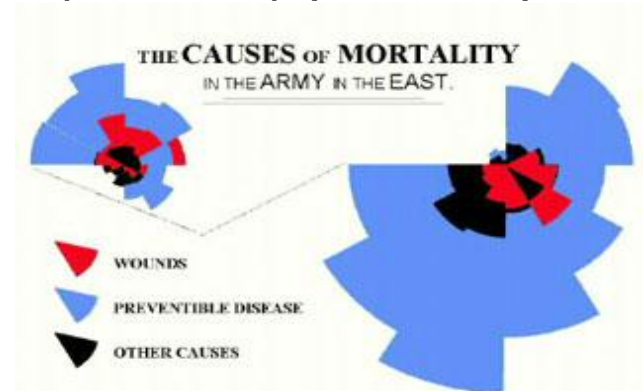 THE CAUSES OF MORTALITY
IN THE ARMY IN THE EAST.
WOUNDS
PREVENTIBLE DISEASE
OTHER CAUSES